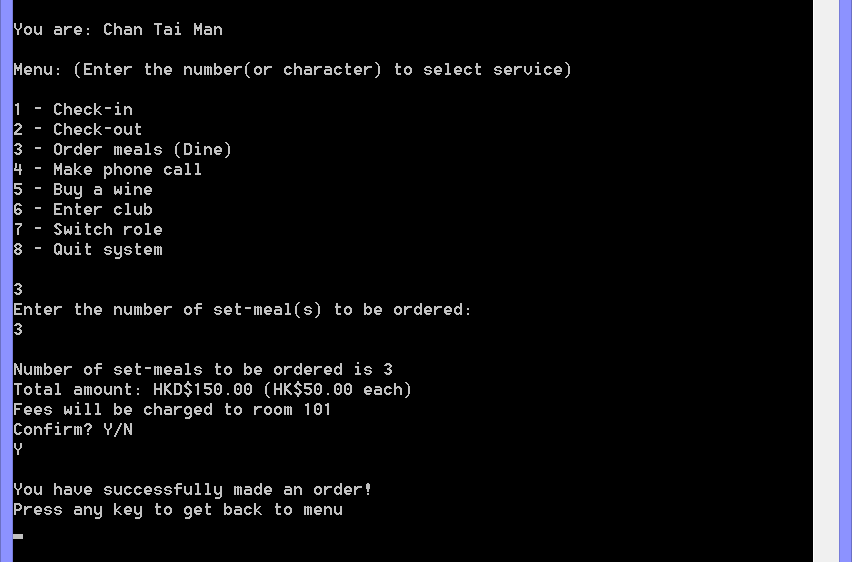 You are: Chan Tai Man
Menu: (Enter the number(or character) to select service)
1 - Check-in
2 - Check-out
3 - Order meals (Dine)
4 - Make phone call
5 - Buy a wine
6 - Enter club
7 - Switch role
8 - Quit system
3
Enter the number of set-meal(s) to be ordered:
3
Number of set-meals to be ordered is 3
Total amount: HKD$150.00 (HK$50.00 each)
Fees will be charged to room 101
Confirm? Y/N
Y
You have successfully made an order!
Press any key to get back to menu